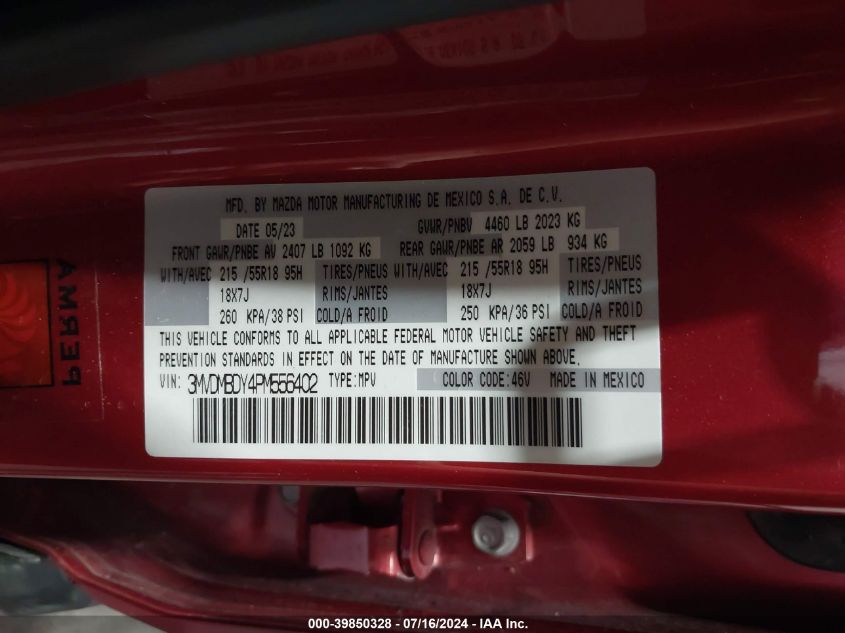 MFD. BY MAZDA MOTOR MANUFACTURING DE MEXICO S.A. DE C.V.
DATE 05/23 GVWR/PNBV 4460 LB 2023 KG
FRONT GAWR/PNBE AV 2407 LB 1092 KG REAR GAWR/PNBE AR 2059 LB 934 KG
WITH/AVEC 215 /55R18 95H TIRES/PNEUS WITH/AVEC 215 /55R18 95H TIRES/PNEUS
18X7J RIMS/JANTES 18X7J RIMS/JANTES
260 KPA/38 PSI COLD/A FROID 250 KPA/36 PSI COLD/A FROID
THIS VEHICLE CONFORMS TO ALL APPLICABLE FEDERAL MOTOR VEHICLE SAFETY AND THEFT
PREVENTION STANDARDS IN EFFECT ON THE DATE OF MANUFACTURE SHOWN ABOVE.
VIN: 3MVDMBDY4PM556402 TYPE:MPV COLOR CODE:46V MADE IN MEXICO
PERMA
000-39850328 - 07/16/2024 - IAA Inc.